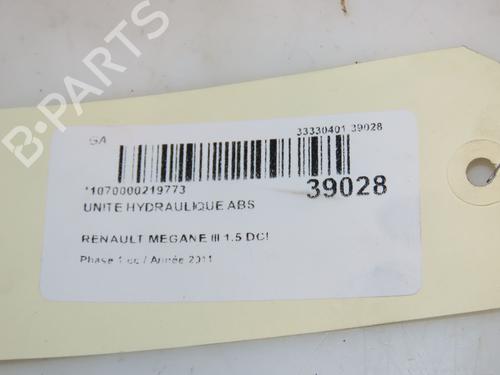 B-PARTS
GA
33330401 39028
*1070000219773
39028
UNITE HYDRAULIQUE ABS
RENAULT MEGANE III 1.5 DCI
Phase 1 cc / Année 2011